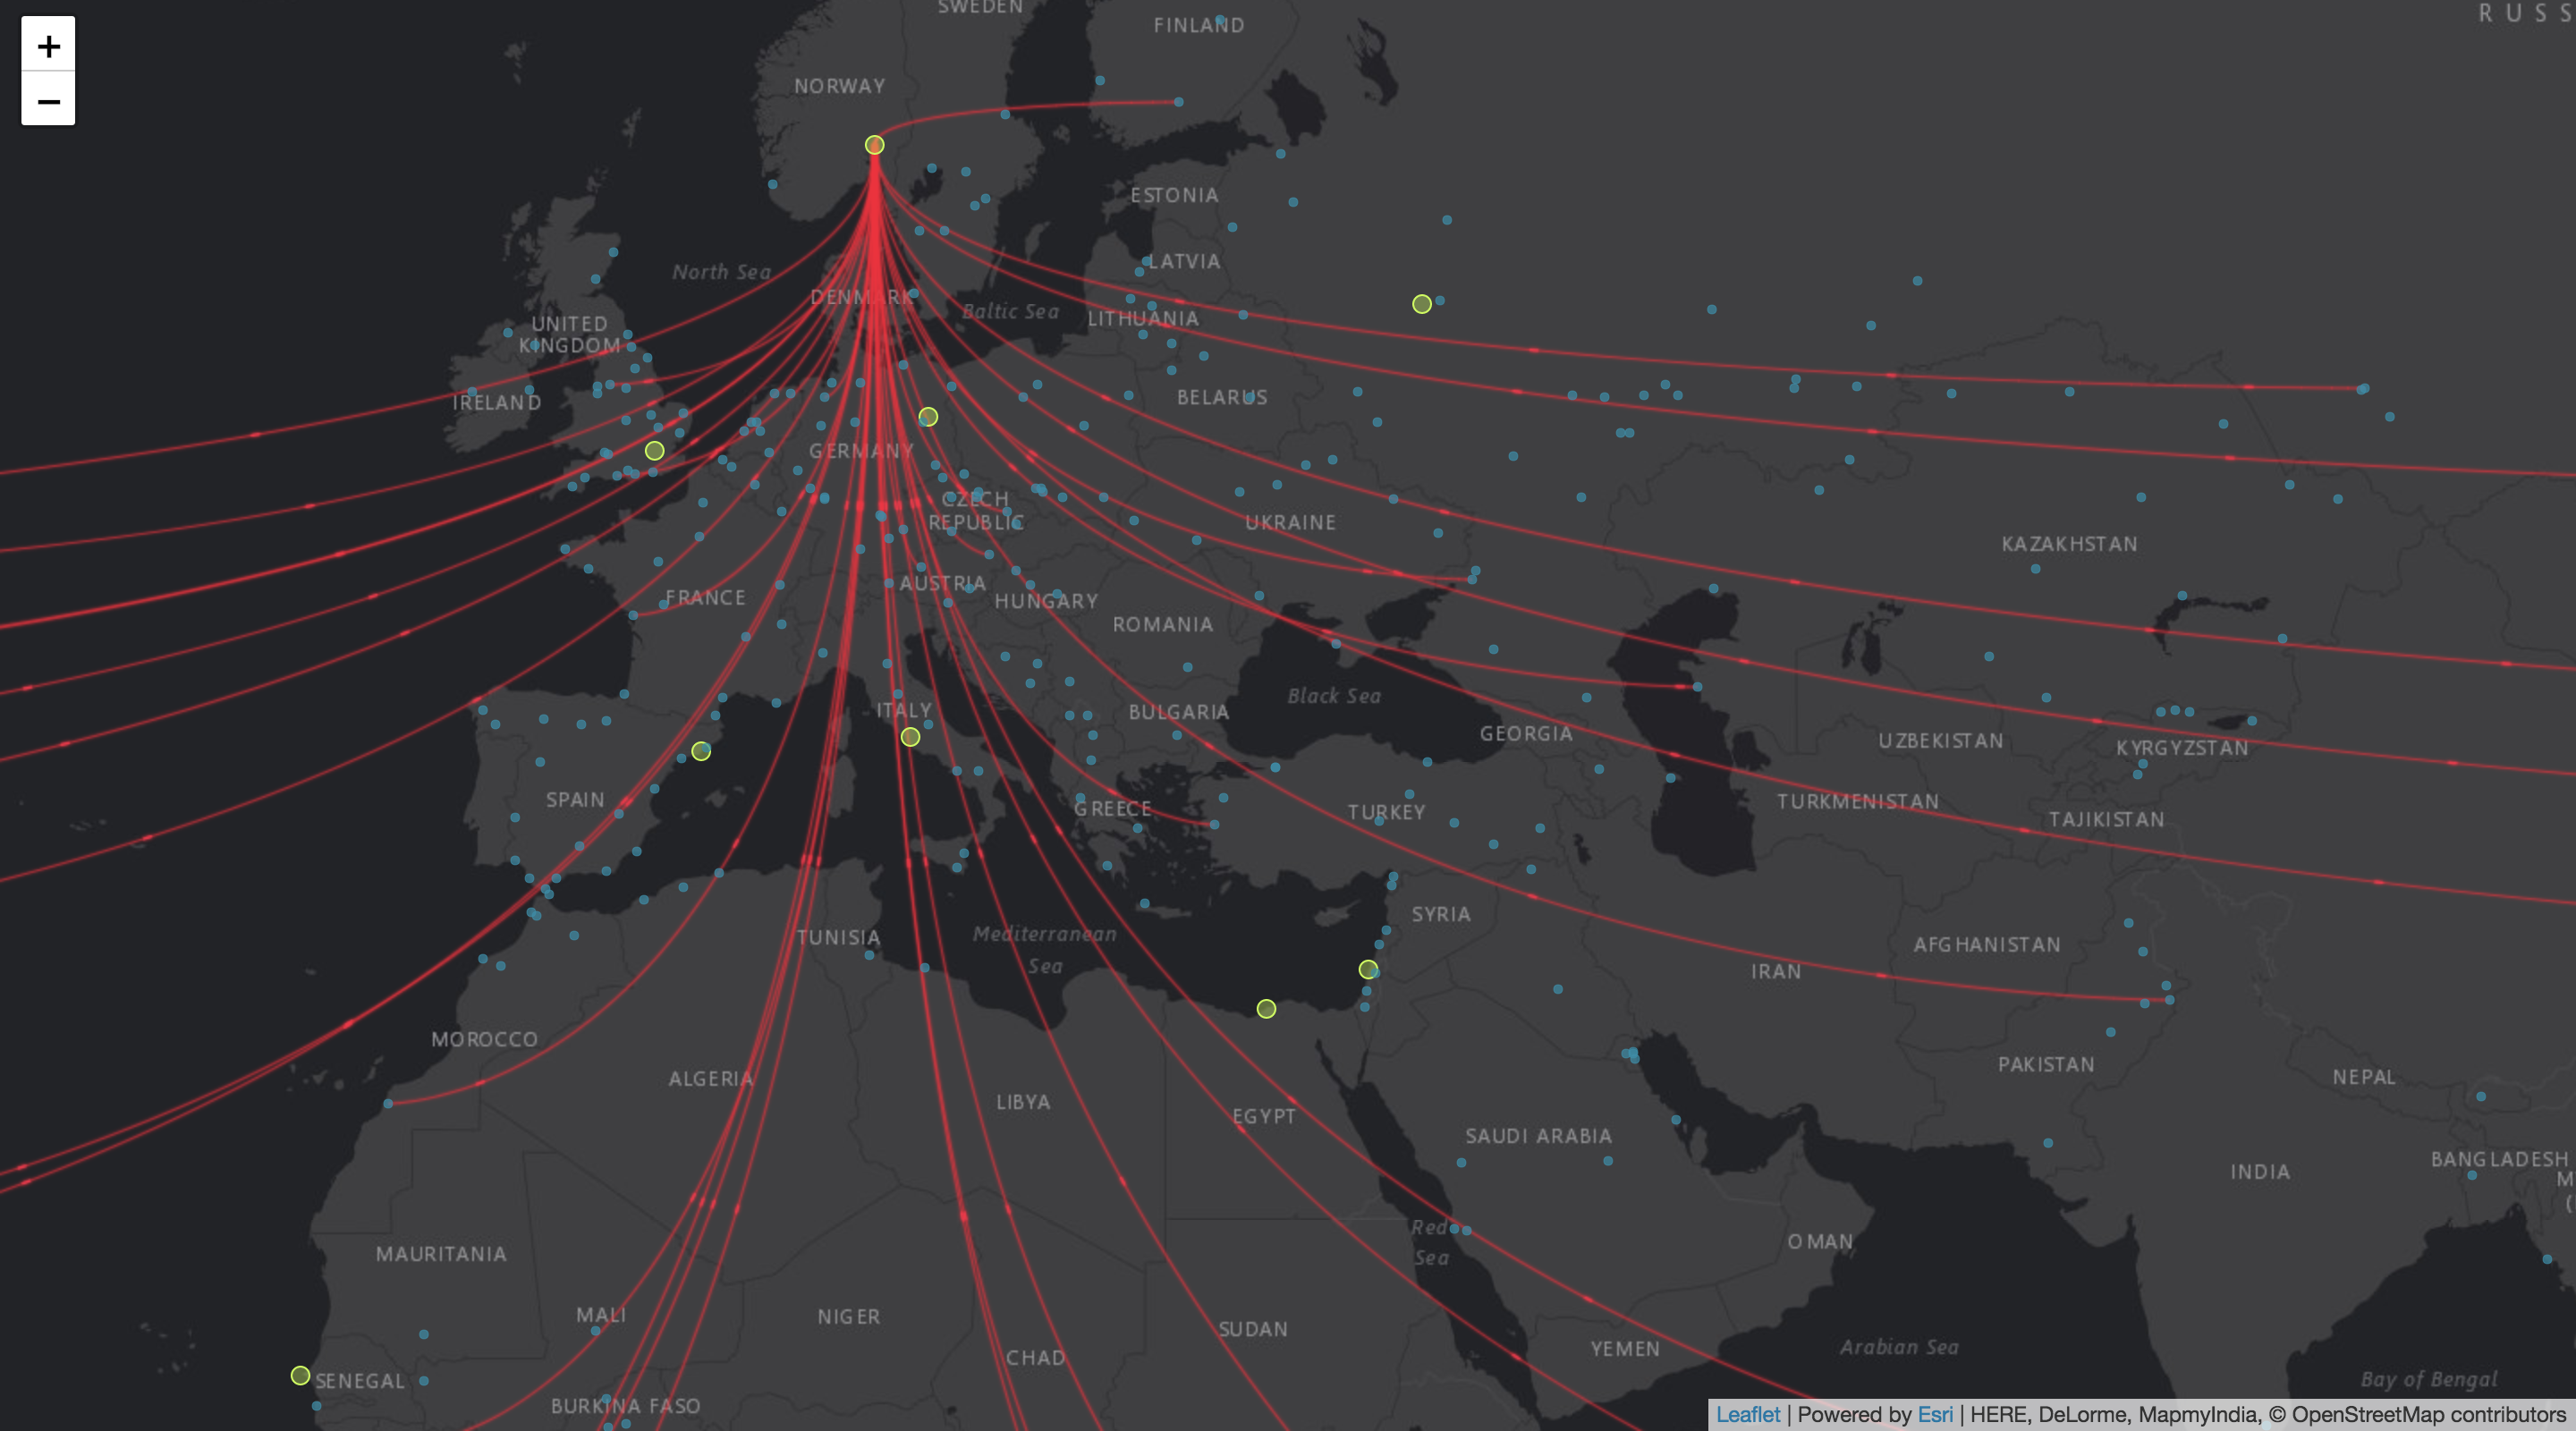 +
−
SWEDEN
FINLAND
R U S S
NORWAY
ESTONIA
LATVIA
North Sea
DENMARK
Baltic Sea
LITHUANIA
UNITED
KINGDOM
IRELAND
BELARUS
GERMANY
CZECH
REPUBLIC
UKRAINE
KAZAKHSTAN
AUSTRIA
FRANCE
HUNGARY
ROMANIA
Black Sea
ITALY
BULGARIA
GEORGIA
UZBEKISTAN
KYRGYZSTAN
SPAIN
GREECE
TURKEY
TURKMENISTAN
TAJIKISTAN
SYRIA
TUNISIA
Mediterranean
Sea
AFGHANISTAN
IRAN
MOROCCO
ALGERIA
LIBYA
EGYPT
PAKISTAN
NEPAL
SAUDI ARABIA
BANGLADESH
INDIA
M
(
Red
Sea
OMAN
MAURITANIA
MALI
NIGER
SUDAN
CHAD
YEMEN
Arabian Sea
SENEGAL
Bay of Bengal
BURKINA FASO
Leaflet | Powered by Esri | HERE, DeLorme, MapmyIndia, © OpenStreetMap contributors